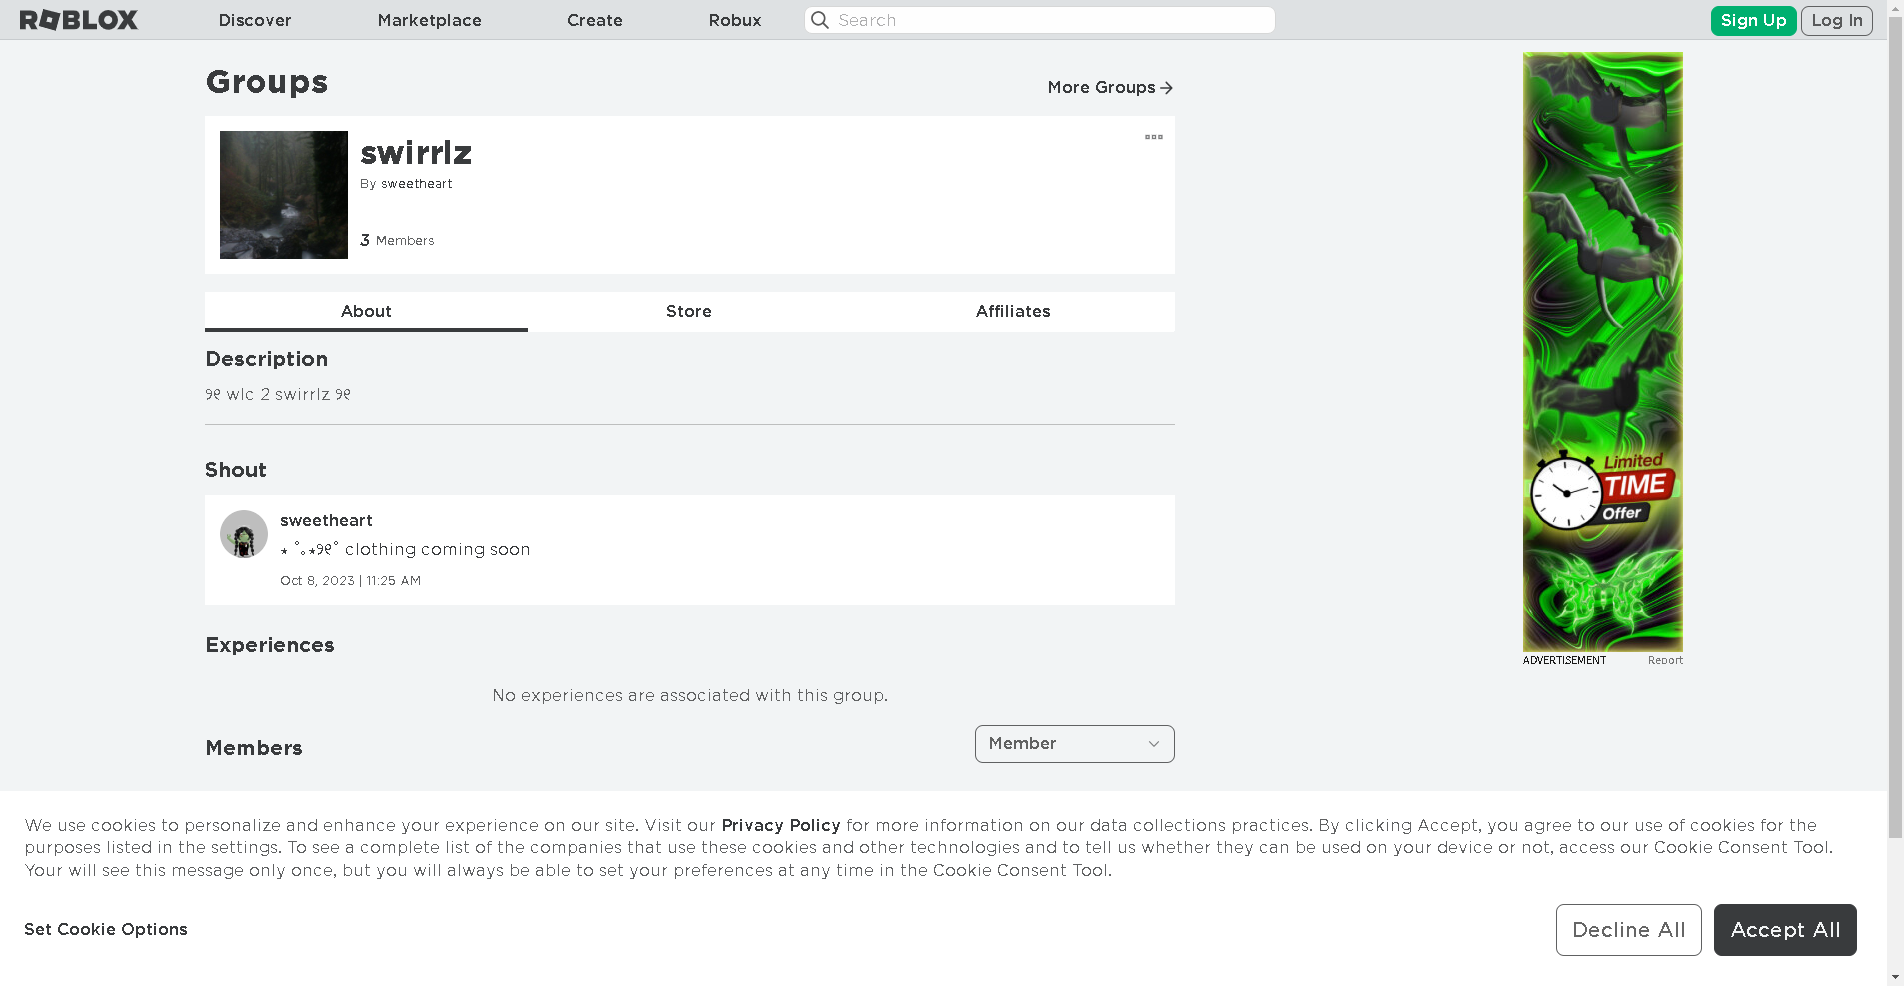 ROBLOX
Discover
Marketplace
Create
Robux
Search
Sign Up
Log In
Groups
More Groups
swirrlz
By sweetheart
3 Members
About
Store
Affiliates
Description
୨୧ wlc 2 swirrlz ୨୧
Shout
sweetheart
⋆ ˚｡⋆୨୧˚ clothing coming soon
Oct 8, 2023 | 11:25 AM
Experiences
No experiences are associated with this group.
Members
Member
Limited
TIME
Offer
ADVERTISEMENT
Report
We use cookies to personalize and enhance your experience on our site. Visit our Privacy Policy for more information on our data collections practices. By clicking Accept, you agree to our use of cookies for the
purposes listed in the settings. To see a complete list of the companies that use these cookies and other technologies and to tell us whether they can be used on your device or not, access our Cookie Consent Tool.
Your will see this message only once, but you will always be able to set your preferences at any time in the Cookie Consent Tool.
Set Cookie Options
Decline All
Accept All